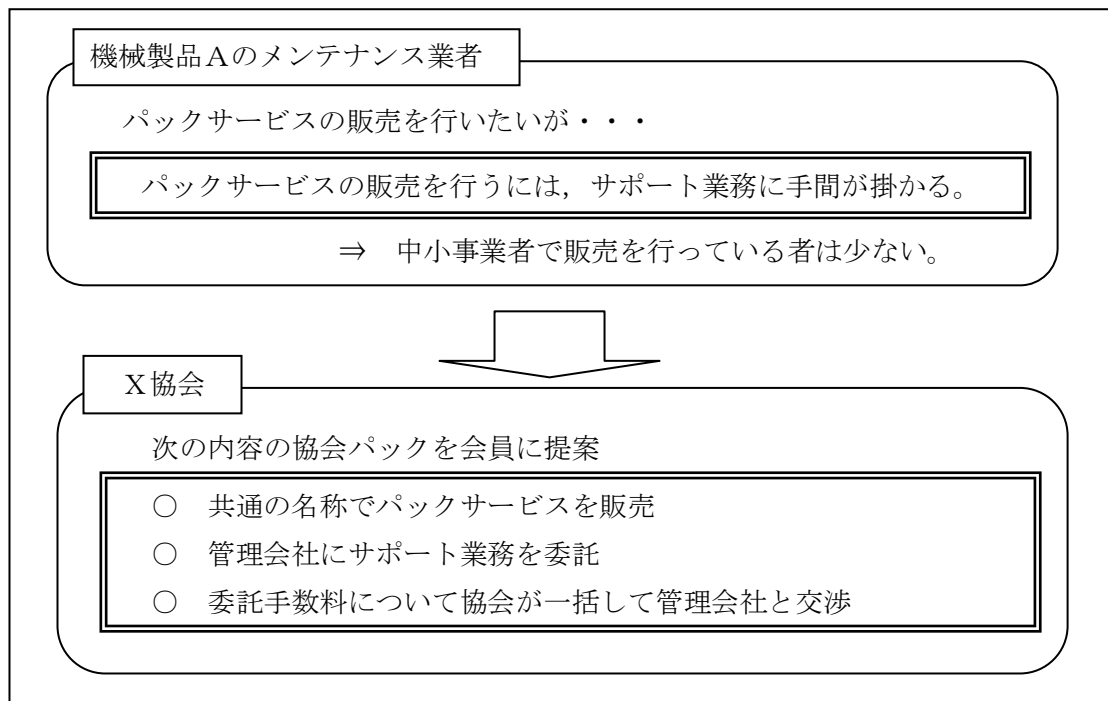 機械製品Aのメンテナンス業者
パックサービスの販売を行いたいが・・・
パックサービスの販売を行うには，サポート業務に手間が掛かる。
⇒　中小事業者で販売を行っている者は少ない。
X協会
次の内容の協会パックを会員に提案
○　共通の名称でパックサービスを販売
○　管理会社にサポート業務を委託
○　委託手数料について協会が一括して管理会社と交渉